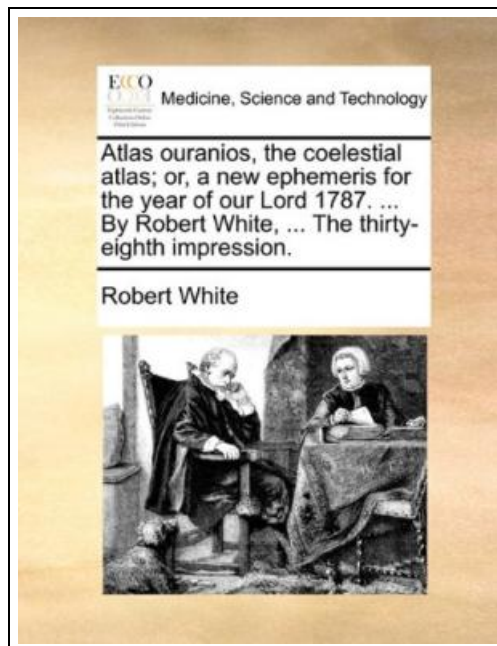 ECCO
Medicine, Science and Technology
Atlas ouranios, the coelestial
atlas; or, a new ephemeris for
the year of our Lord 1787. ...
By Robert White, ... The thirty-
eighth impression.
Robert White